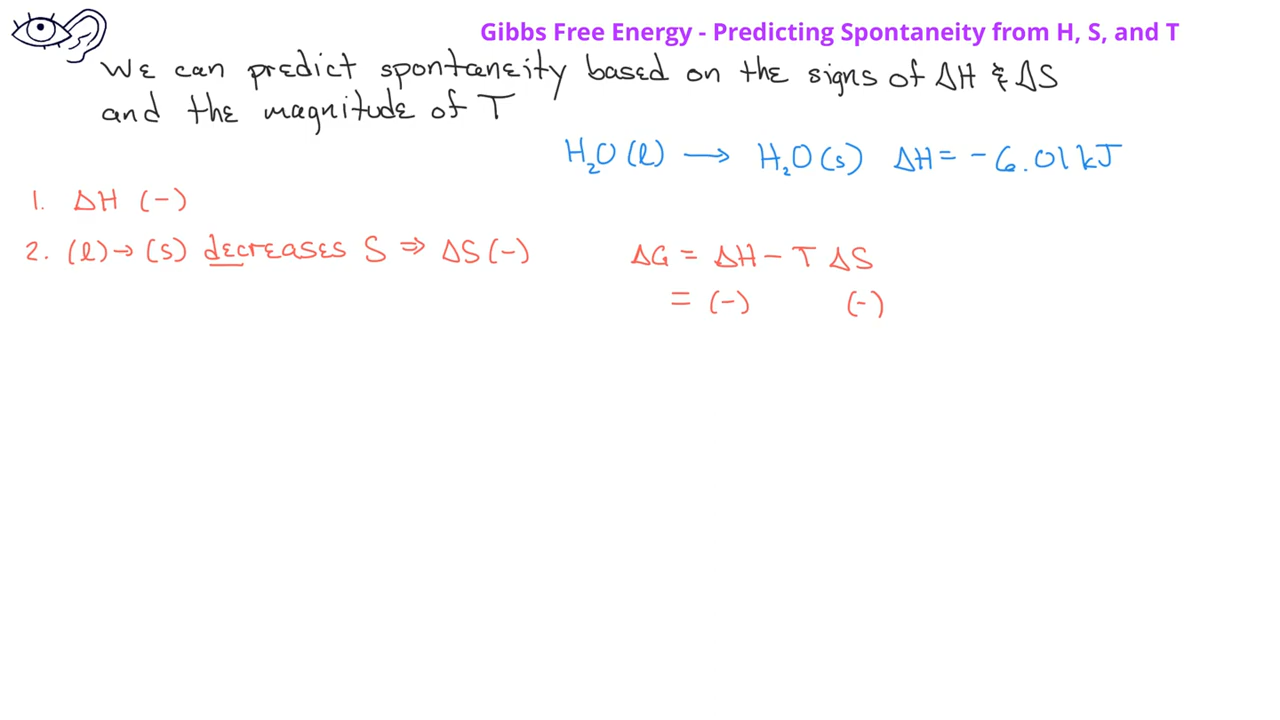 Gibbs Free Energy - Predicting Spontaneity from H, S, and T
We can predict spontaneity based on the signs of ΔH & ΔS
and the magnitude of T
H₂O (l) → H₂O (s) ΔH = -6.01 kJ
1. ΔH (-)
2. (l) → (s) decreases S ⇒ ΔS (-)
ΔG = ΔH - T ΔS
= (-) (-)